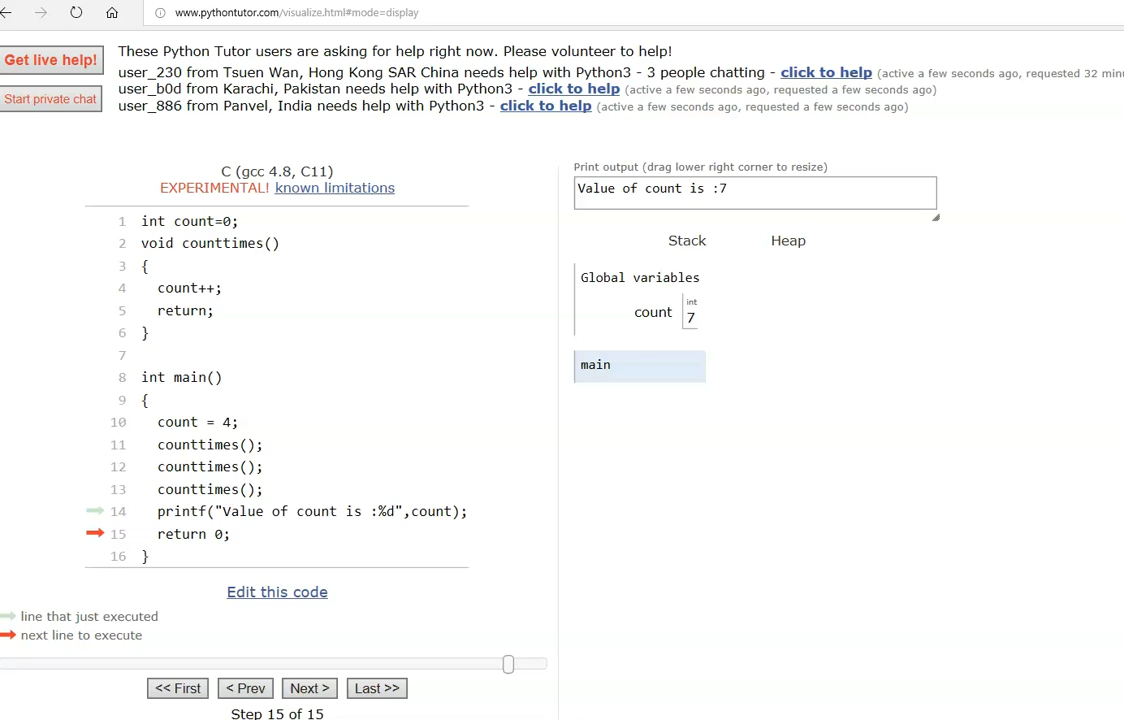 www.pythontutor.com/visualize.html#mode=display
Get live help!
Start private chat
These Python Tutor users are asking for help right now. Please volunteer to help!
user_230 from Tsuen Wan, Hong Kong SAR China needs help with Python3 - 3 people chatting - click to help (active a few seconds ago, requested 32 min
user_b0d from Karachi, Pakistan needs help with Python3 - click to help (active a few seconds ago, requested a few seconds ago)
user_886 from Panvel, India needs help with Python3 - click to help (active a few seconds ago, requested a few seconds ago)
C (gcc 4.8, C11)
EXPERIMENTAL! known limitations
1 int count=0;
2 void counttimes()
3 {
4 count++;
5 return;
6 }
7
8 int main()
9 {
10 count = 4;
11 counttimes();
12 counttimes();
13 counttimes();
14 printf("Value of count is :%d",count);
15 return 0;
16 }
Edit this code
line that just executed
next line to execute
<< First
< Prev
Next >
Last >>
Step 15 of 15
Print output (drag lower right corner to resize)
Value of count is :7
Stack
Heap
Global variables
int
count 7
main